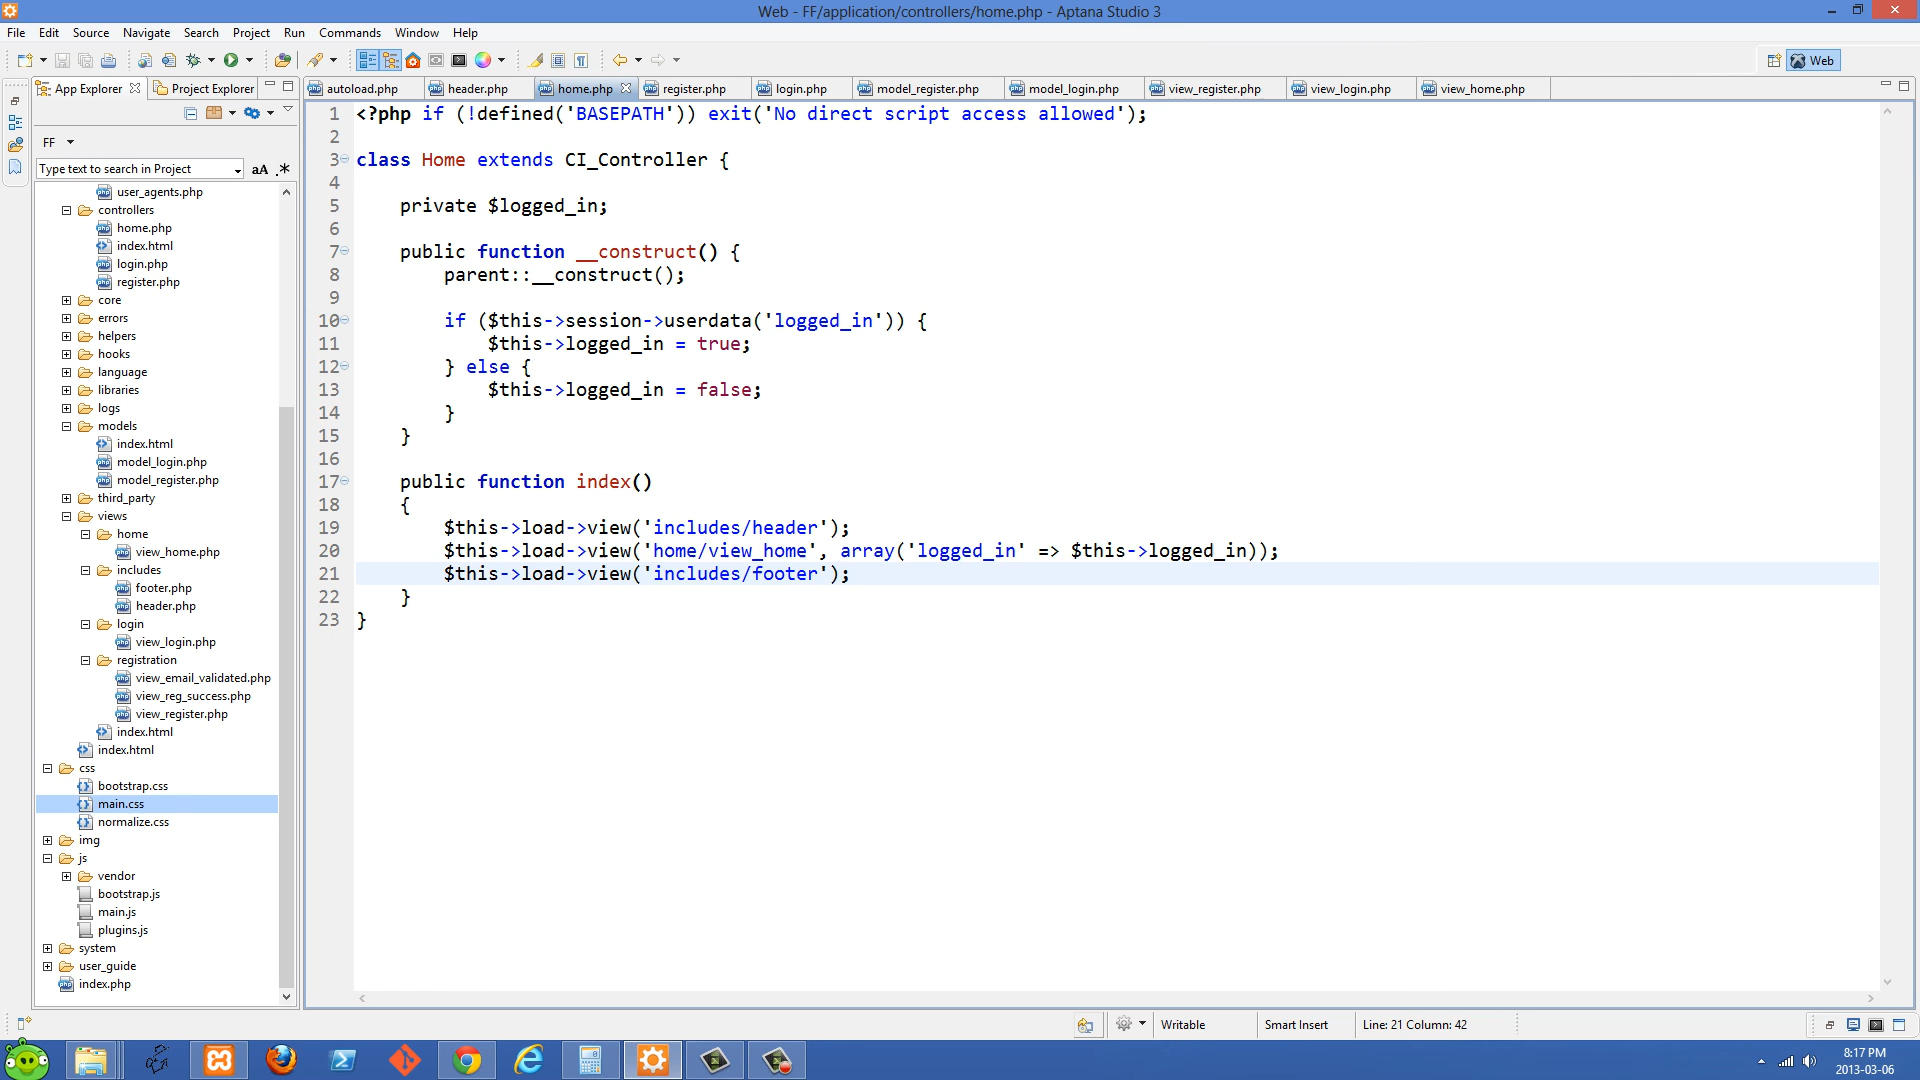 Web - FF/application/controllers/home.php - Aptana Studio 3
File Edit Source Navigate Search Project Run Commands Window Help
Web
App Explorer Project Explorer
autoload.php header.php home.php register.php login.php model_register.php model_login.php view_register.php view_login.php view_home.php
FF
Type text to search in Project aA .*
user_agents.php
controllers
home.php
index.html
login.php
register.php
core
errors
helpers
hooks
language
libraries
logs
models
index.html
model_login.php
model_register.php
third_party
views
home
view_home.php
includes
footer.php
header.php
login
view_login.php
registration
view_email_validated.php
view_reg_success.php
view_register.php
index.html
index.html
css
bootstrap.css
main.css
normalize.css
img
js
vendor
bootstrap.js
main.js
plugins.js
system
user_guide
index.php
1 <?php if (!defined('BASEPATH')) exit('No direct script access allowed');
2
3 class Home extends CI_Controller {
4
5     private $logged_in;
6
7     public function __construct() {
8         parent::__construct();
9
10         if ($this->session->userdata('logged_in')) {
11             $this->logged_in = true;
12         } else {
13             $this->logged_in = false;
14         }
15     }
16
17     public function index()
18     {
19         $this->load->view('includes/header');
20         $this->load->view('home/view_home', array('logged_in' => $this->logged_in));
21         $this->load->view('includes/footer');
22     }
23 }
Writable Smart Insert Line: 21 Column: 42
8:17 PM
2013-03-06